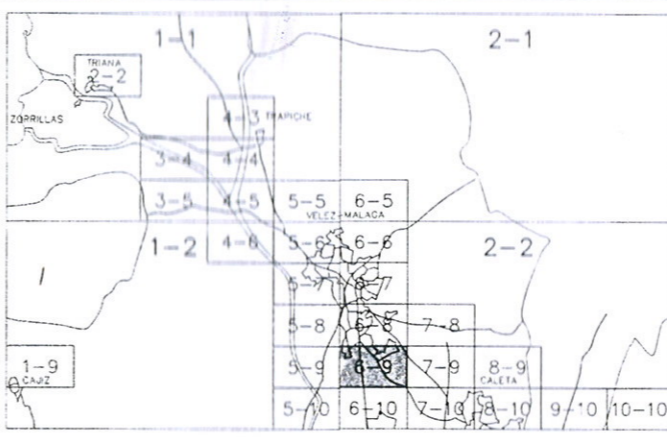 1-1 2-1
TRIANA
2-2
ZORRILLAS
4-3 TRAPICHE
3-4 4-4
3-5 4-5 5-5 6-5
VELEZ-MALAGA
1-2 4-6 5-6 6-6 2-2
5-7 6-7
5-8 6-8 7-8
1-9 5-9 6-9 7-9 8-9
CAJIZ CALETA
5-10 6-10 7-10 8-10 9-10 10-10